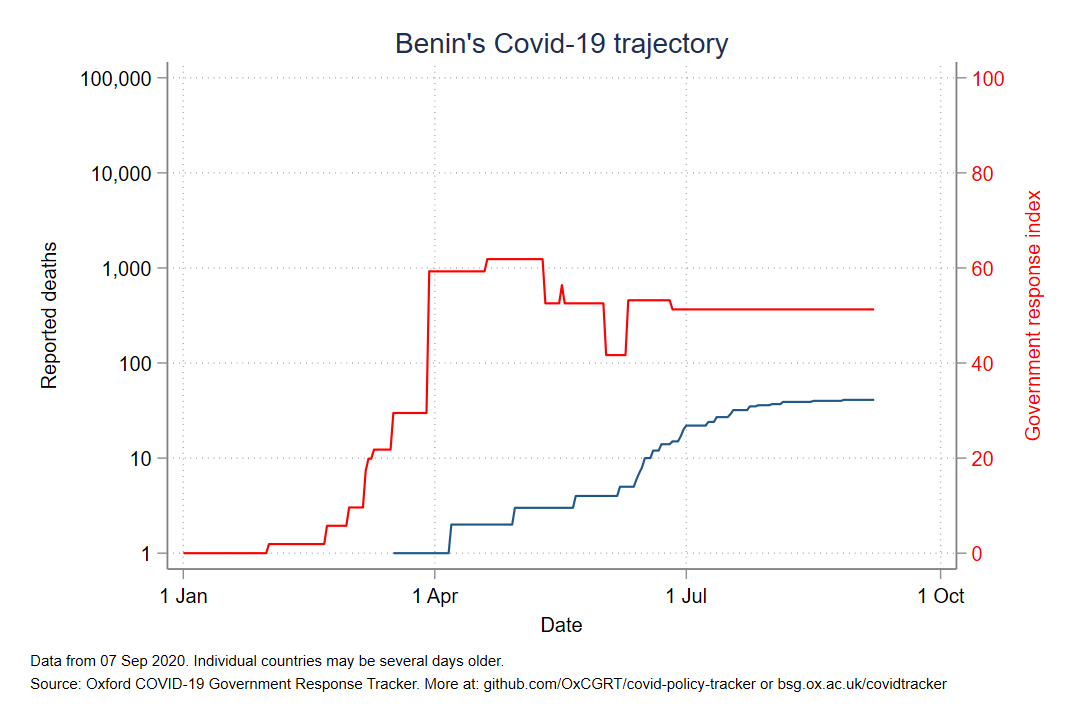 Benin's Covid-19 trajectory
100,000
10,000
1,000
100
10
1
Reported deaths
100
80
60
40
20
0
Government response index
1 Jan
1 Apr
1 Jul
1 Oct
Date
Data from 07 Sep 2020. Individual countries may be several days older.
Source: Oxford COVID-19 Government Response Tracker. More at: github.com/OxCGRT/covid-policy-tracker or bsg.ox.ac.uk/covidtracker